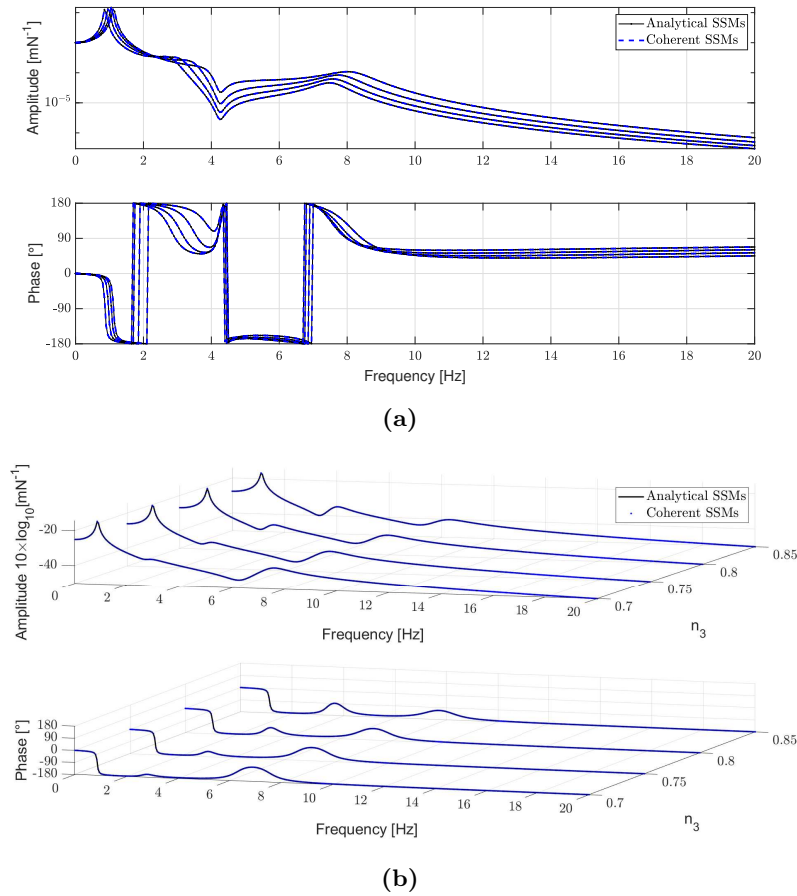 Amplitude [mN⁻¹]
10⁻⁵
Analytical SSMs
Coherent SSMs
0 2 4 6 8 10 12 14 16 18 20
Phase [°]
180
90
0
-90
-180
0 2 4 6 8 10 12 14 16 18 20
Frequency [Hz]
(a)
Amplitude 10×log₁₀[mN⁻¹]
-20
-40
Analytical SSMs
Coherent SSMs
0 2 4 6 8 10 12 14 16 18 20
0.7 0.75 0.8 0.85
Frequency [Hz]
n₃
Phase [°]
180
90
0
-90
-180
0 2 4 6 8 10 12 14 16 18 20
0.7 0.75 0.8 0.85
Frequency [Hz]
n₃
(b)